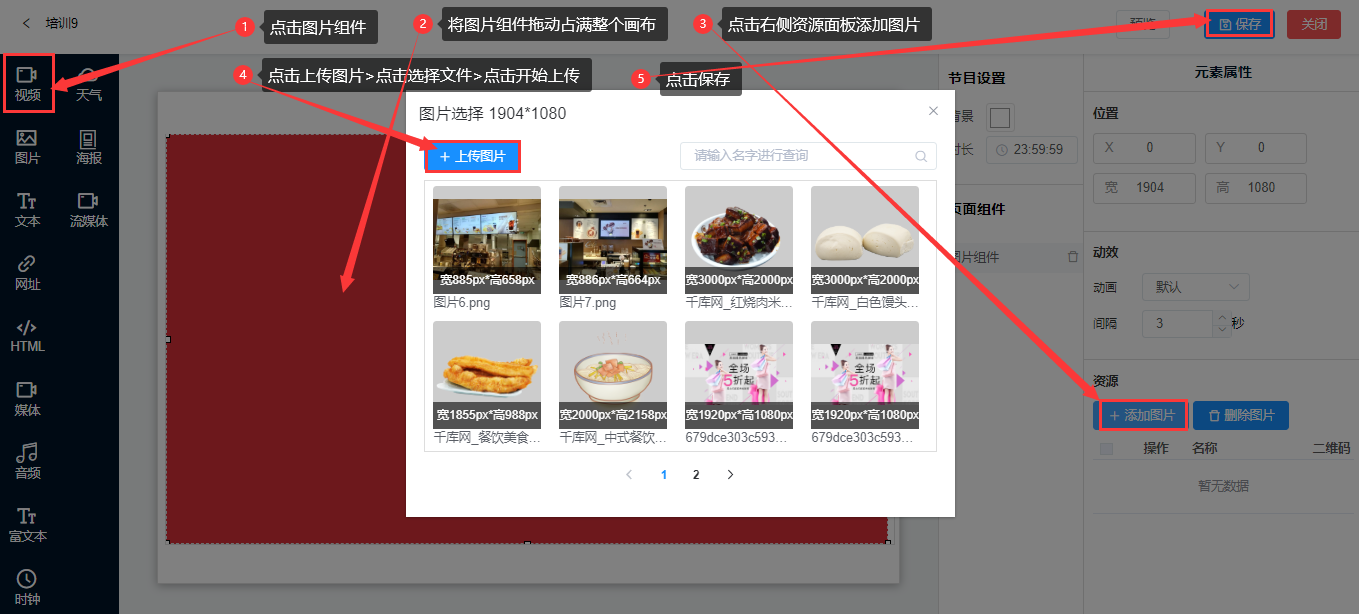 培训9
1 点击图片组件
2 将图片组件拖动占满整个画布
3 点击右侧资源面板添加图片
预览
保存
关闭
4 点击上传图片>点击选择文件>点击开始上传
5 点击保存
视频
天气
图片
海报
文本
流媒体
网址
HTML
媒体
音频
富文本
时钟
图片选择 1904*1080
+ 上传图片
请输入名字进行查询
宽885px*高658px
宽886px*高664px
宽3000px*高2000px
宽3000px*高2000px
图片6.png
图片7.png
千库网_红烧肉米...
千库网_白色馒头...
全场
5折起
全场
5折起
宽1855px*高988px
宽2000px*高2158px
宽1920px*高1080px
宽1920px*高1080px
千库网_餐饮美食...
千库网_中式餐饮...
679dce303c593...
679dce303c593...
1
2
节目设置
背景
时长
23:59:59
页面组件
图片组件
元素属性
位置
X 0
Y 0
宽 1904
高 1080
动效
动画 默认
间隔 3 秒
资源
+ 添加图片
删除图片
操作 名称 二维码
暂无数据